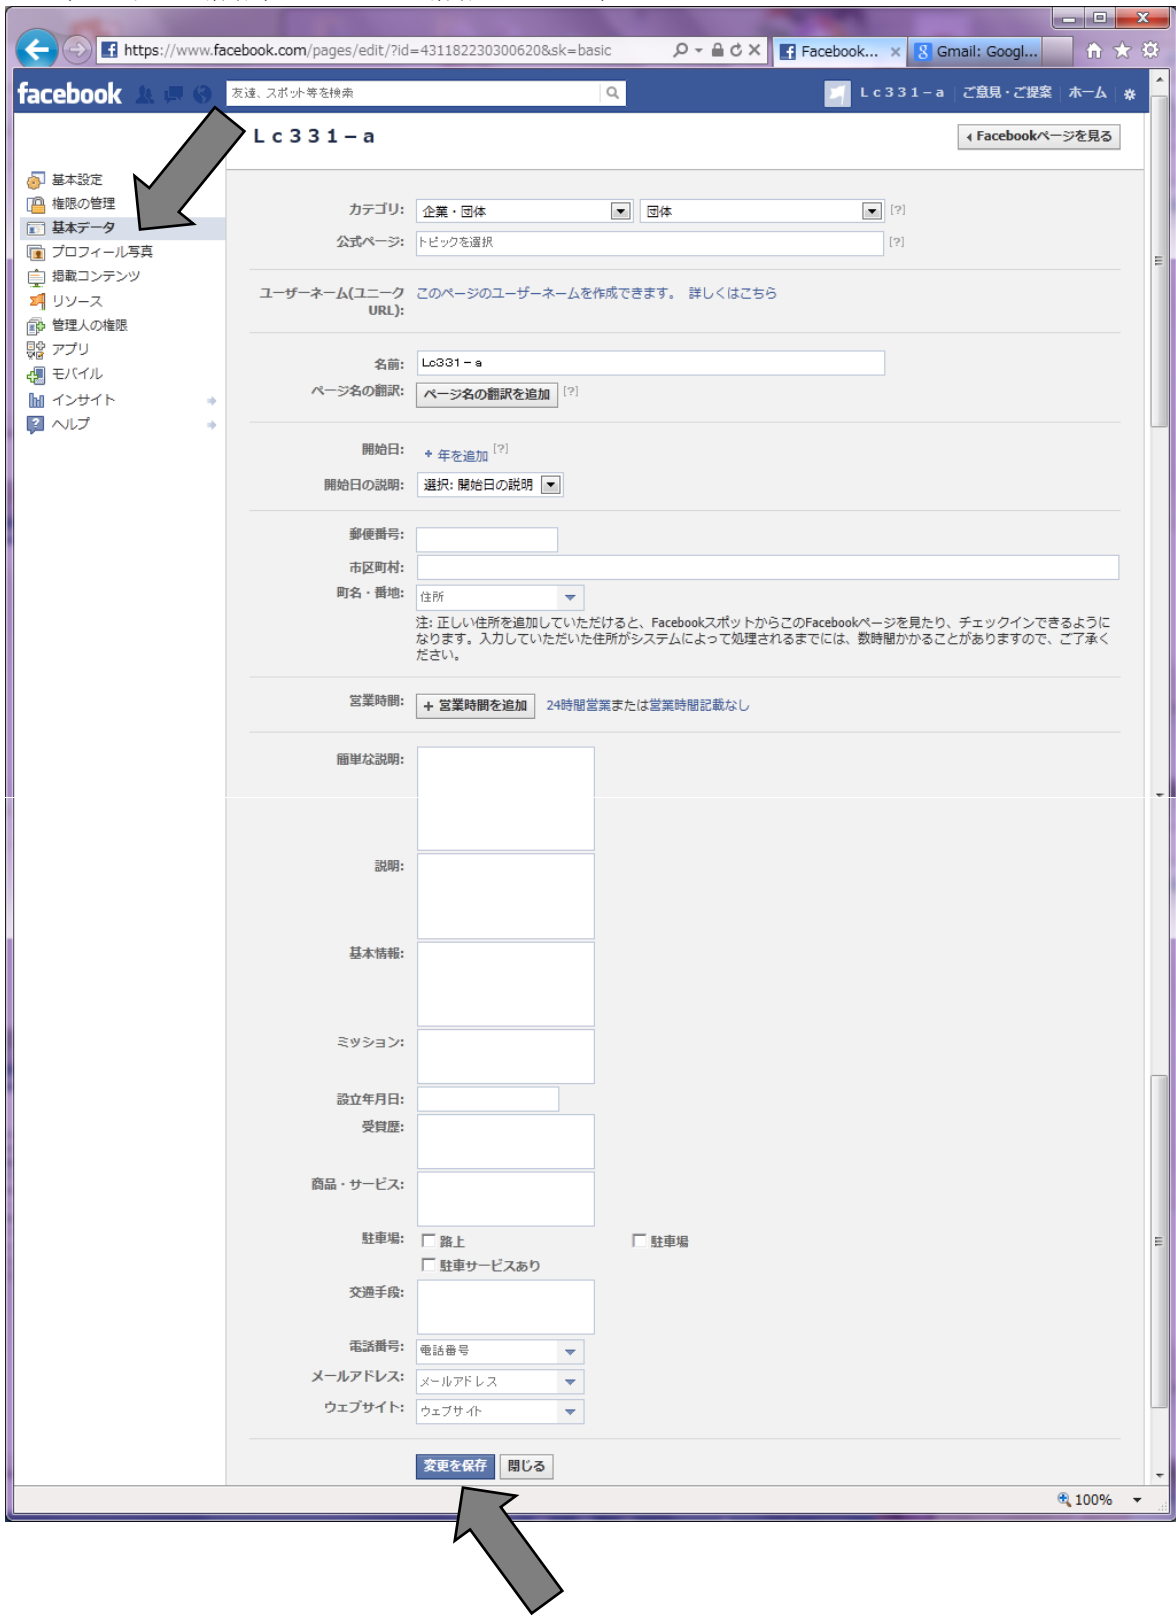 https://www.facebook.com/pages/edit/?id=431182230300620&sk=basic
Facebook...
Gmail: Googl...
facebook
友達、スポット等を検索
Lc331－a
ご意見・ご提案
ホーム
Lc331－a
Facebookページを見る
基本設定
権限の管理
基本データ
プロフィール写真
掲載コンテンツ
リソース
管理人の権限
アプリ
モバイル
インサイト
ヘルプ
カテゴリ: 企業・団体 団体 [?]
公式ページ: トピックを選択 [?]
ユーザーネーム(ユニーク このページのユーザーネームを作成できます。 詳しくはこちら
URL):
名前: Lc331－a
ページ名の翻訳: ページ名の翻訳を追加 [?]
開始日: + 年を追加 [?]
開始日の説明: 選択: 開始日の説明
郵便番号:
市区町村:
町名・番地: 住所
注: 正しい住所を追加していただけると、FacebookスポットからこのFacebookページを見たり、チェックインできるように
なります。入力していただいた住所がシステムによって処理されるまでには、数時間かかることがありますので、ご了承く
ださい。
営業時間: + 営業時間を追加 24時間営業または営業時間記載なし
簡単な説明:
説明:
基本情報:
ミッション:
設立年月日:
受賞歴:
商品・サービス:
駐車場: 路上 駐車場
駐車サービスあり
交通手段:
電話番号: 電話番号
メールアドレス: メールアドレス
ウェブサイト: ウェブサイト
変更を保存 閉じる
100%